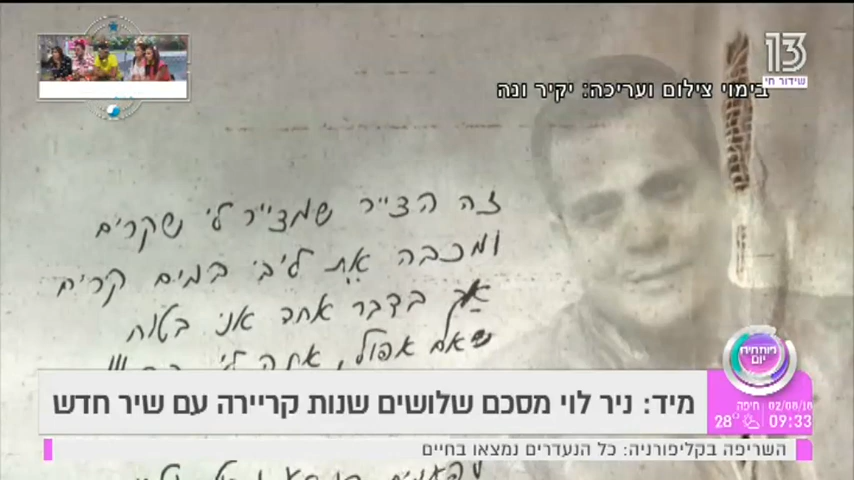 13
שידור חי
בימוי צילום ועריכה: יקיר ונה
זה הצייר שמצייר לי שקרים
ומכבה את ליבי במים קרים
אך בדבר אחד אני בטוח
שאם אפול, אתה לי
מיד: ניר לוי מסכם שלושים שנות קריירה עם שיר חדש
חיפה
28°
02/08/18
09:33
השריפה בקליפורניה: כל הנעדרים נמצאו בחיים